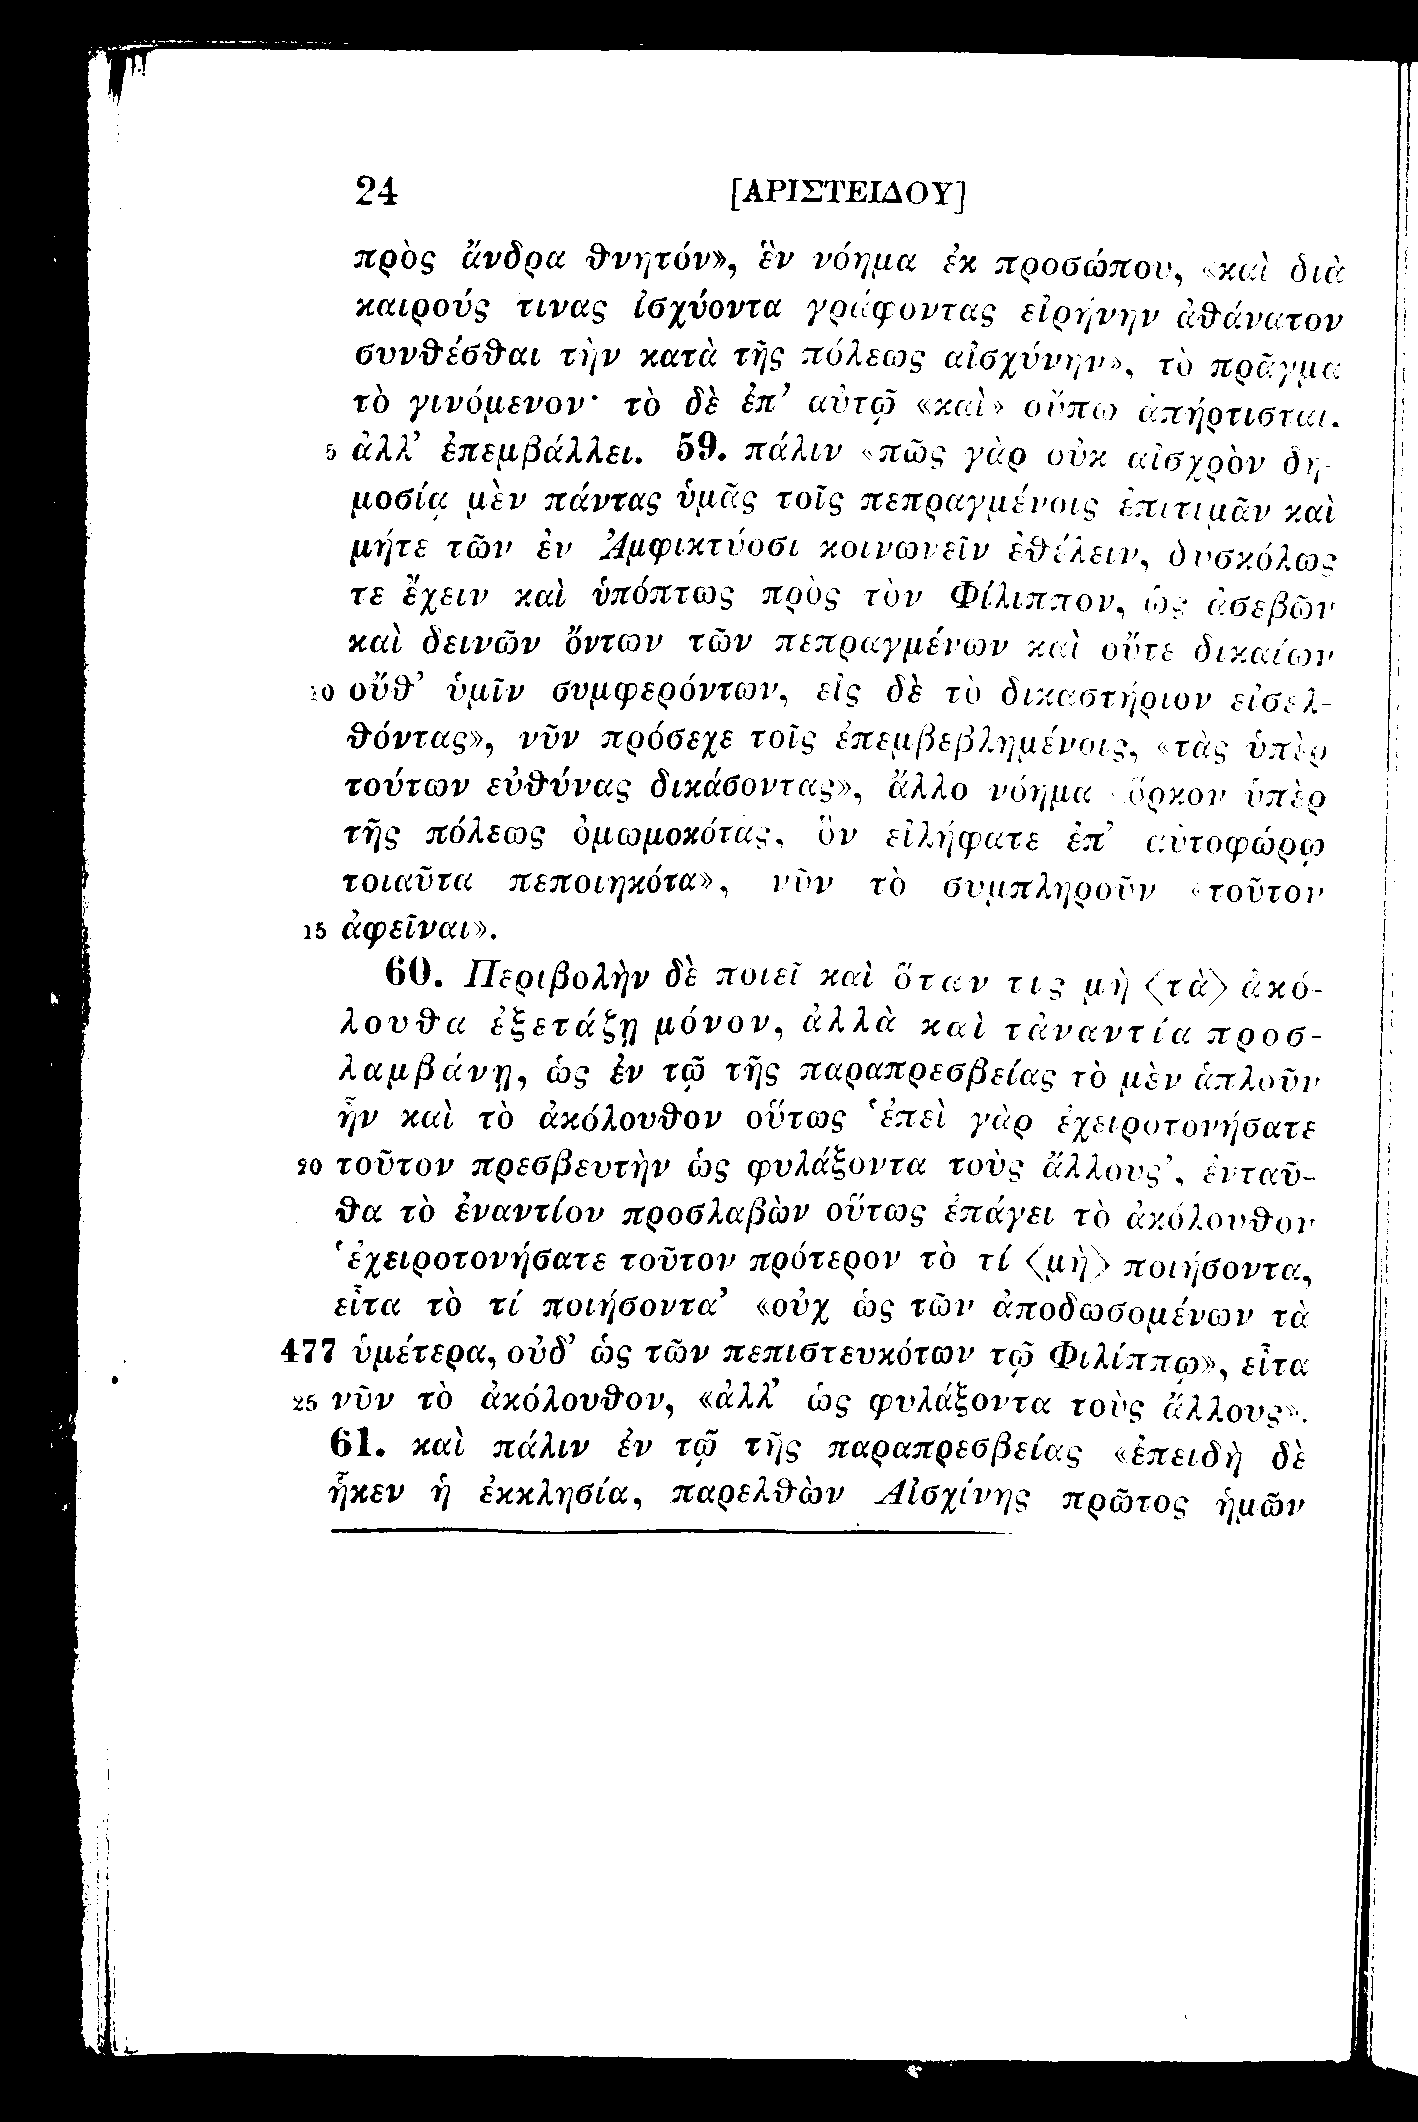 24 [ΑΡΙΣΤΕΙΔΟΥ]
πρὸς ἄνδρα θνητόν», ἓν νόημα ἐκ προσώπου, «καὶ διὰ
καιρούς τινας ἰσχύοντα γράφοντας εἰρήνην ἀθάνατον
συνθέσθαι τὴν κατὰ τῆς πόλεως αἰσχύνην», τὸ πρᾶγμα
τὸ γινόμενον· τὸ δὲ ἐπ’ αὐτῷ «καὶ» οὔπω ἀπήρτισται.
5 ἀλλ’ ἐπεμβάλλει. 59. πάλιν «πῶς γὰρ οὐκ αἰσχρὸν δη-
μοσίᾳ μὲν πάντας ὑμᾶς τοῖς πεπραγμένοις ἐπιτιμᾶν καὶ
μήτε τῶν ἐν Ἀμφικτύοσι κοινωνεῖν ἐθέλειν, δυσκόλως
τε ἔχειν καὶ ὑπόπτως πρὸς τὸν Φίλιππον, ὡς ἀσεβῶν
καὶ δεινῶν ὄντων τῶν πεπραγμένων καὶ οὔτε δικαίων
10 οὔθ’ ὑμῖν συμφερόντων, εἰς δὲ τὸ δικαστήριον εἰσελ-
θόντας», νῦν πρόσεχε τοῖς ἐπεμβεβλημένοις, «τὰς ὑπὲρ
τούτων εὐθύνας δικάσοντας», ἄλλο νόημα «ὅρκον ὑπὲρ
τῆς πόλεως ὀμωμοκότας, ὃν εἰλήφατε ἐπ’ αὐτοφώρῳ
τοιαῦτα πεποιηκότα», νῦν τὸ συμπληροῦν «τοῦτον
15 ἀφεῖναι».
60. Περιβολὴν δὲ ποιεῖ καὶ ὅταν τις μὴ ⟨τὰ⟩ ἀκό-
λουθα ἐξετάζῃ μόνον, ἀλλὰ καὶ τἀναντία προσ-
λαμβάνῃ, ὡς ἐν τῷ τῆς παραπρεσβείας τὸ μὲν ἁπλοῦν
ἦν καὶ τὸ ἀκόλουθον οὕτως ‘ἐπεὶ γὰρ ἐχειροτονήσατε
20 τοῦτον πρεσβευτὴν ὡς φυλάξοντα τοὺς ἄλλους’, ἐνταῦ-
θα τὸ ἐναντίον προσλαβὼν οὕτως ἐπάγει τὸ ἀκόλουθον
‘ἐχειροτονήσατε τοῦτον πρότερον τὸ τί ⟨μὴ⟩ ποιήσοντα,
εἶτα τὸ τί ποιήσοντα’ «οὐχ ὡς τῶν ἀποδωσομένων τὰ
477 ὑμέτερα, οὐδ’ ὡς τῶν πεπιστευκότων τῷ Φιλίππῳ», εἶτα
25 νῦν τὸ ἀκόλουθον, «ἀλλ’ ὡς φυλάξοντα τοὺς ἄλλους».
61. καὶ πάλιν ἐν τῷ τῆς παραπρεσβείας «ἐπειδὴ δὲ
ἧκεν ἡ ἐκκλησία, παρελθὼν Αἰσχίνης πρῶτος ἡμῶν